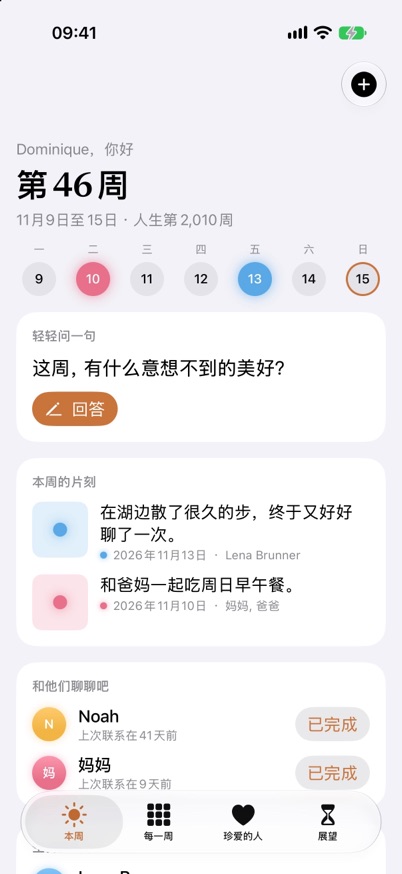 09:41
Dominique，你好
第46周
11月9日至15日 · 人生第2,010周
一 二 三 四 五 六 日
9 10 11 12 13 14 15
轻轻问一句
这周，有什么意想不到的美好？
回答
本周的片刻
在湖边散了很久的步，终于又好好
聊了一次。
2026年11月13日 · Lena Brunner
和爸妈一起吃周日早午餐。
2026年11月10日 · 妈妈, 爸爸
和他们聊聊吧
N
Noah
上次联系在41天前
已完成
妈
妈妈
上次联系在9天前
已完成
本周
每一周
珍爱的人
展望